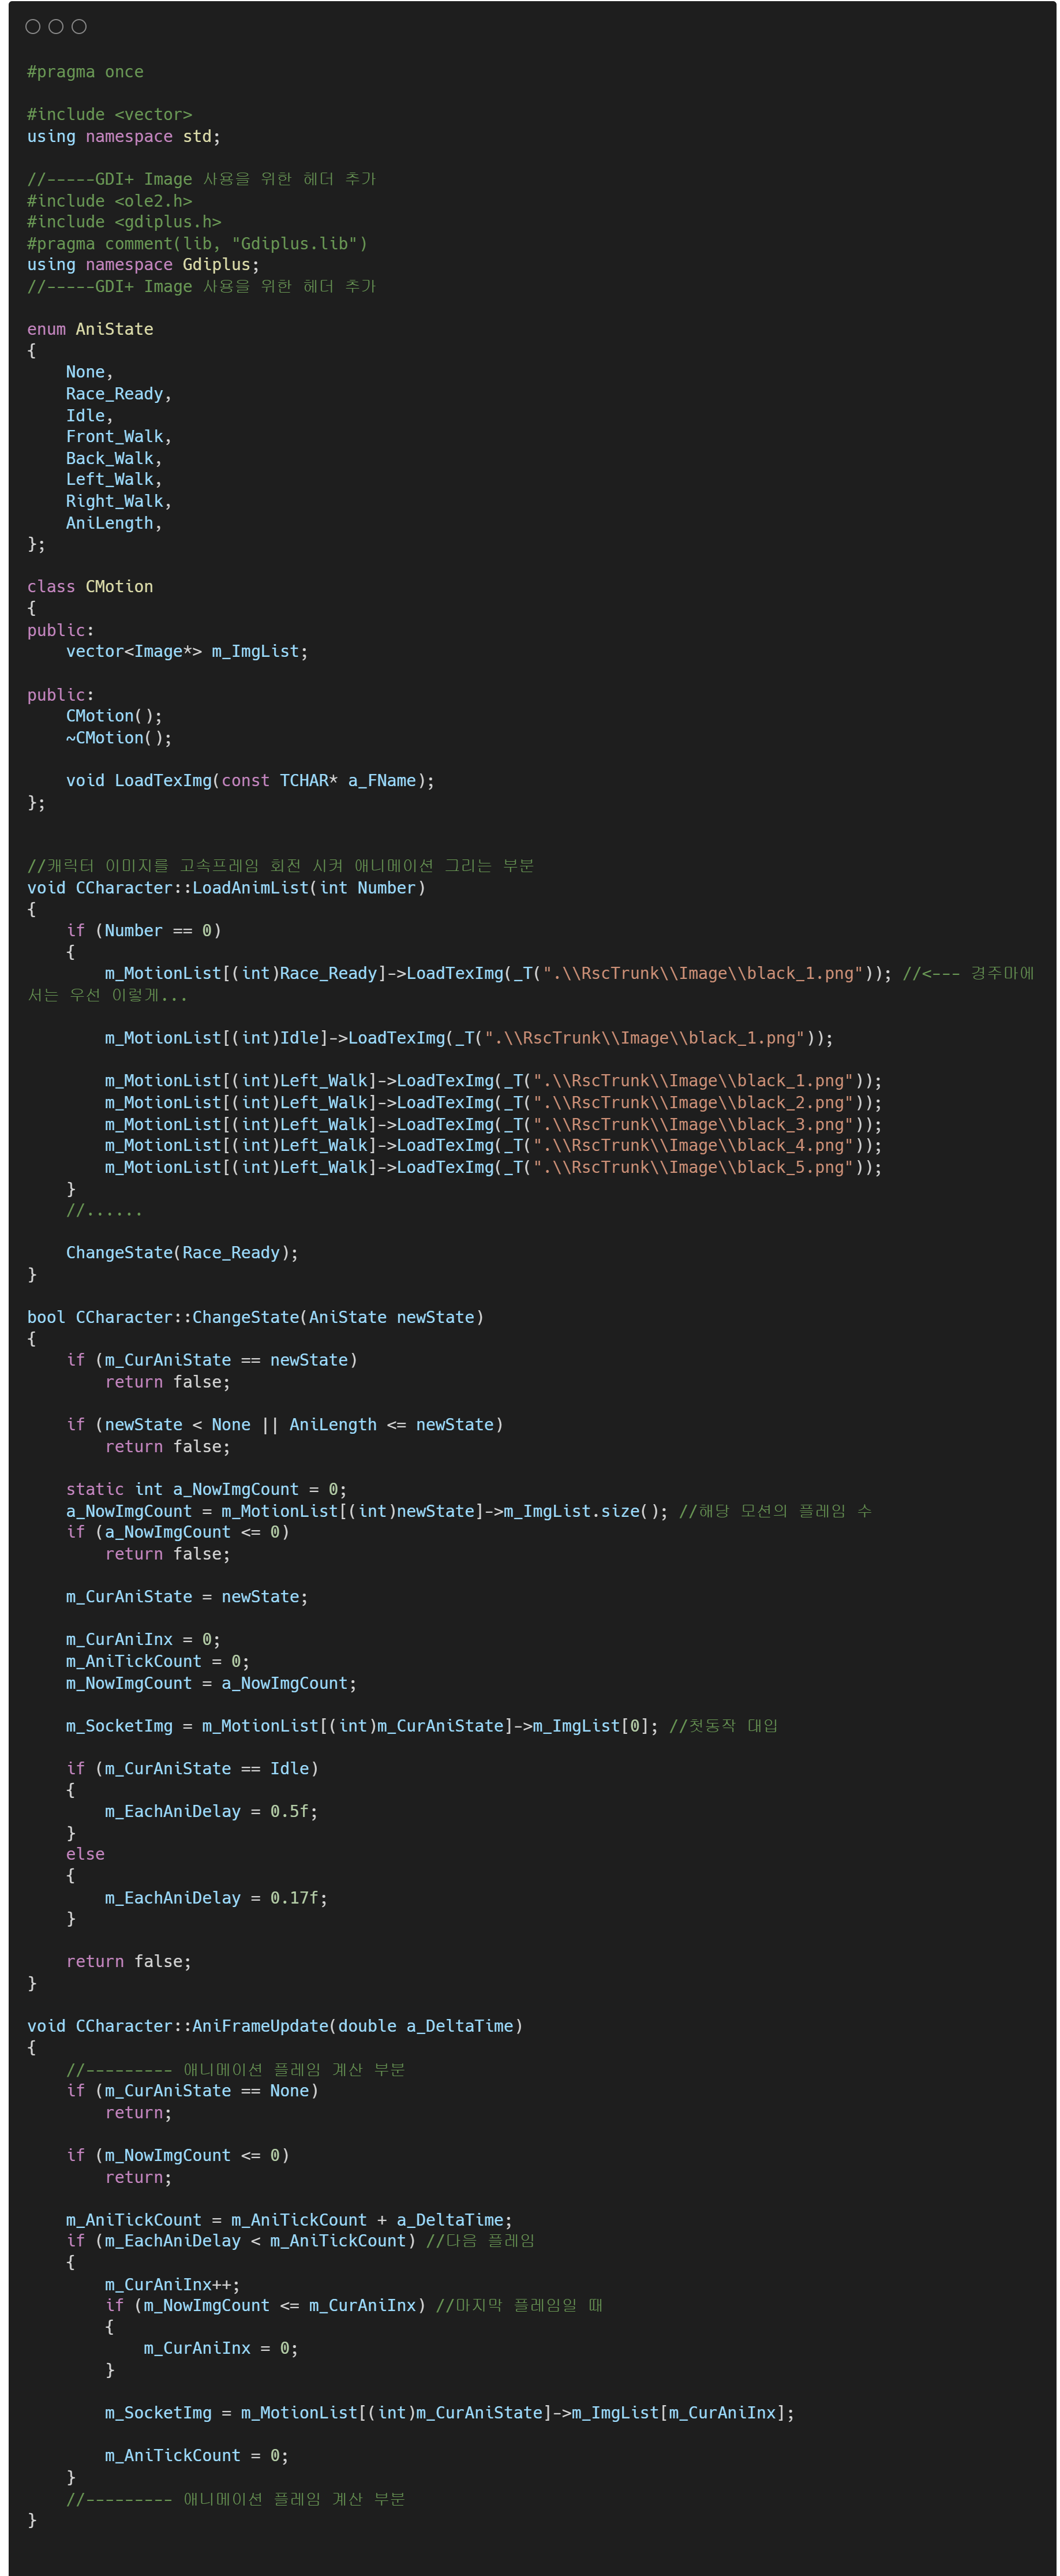 #pragma once
#include <vector>
using namespace std;
//-----GDI+ Image 사용을 위한 헤더 추가
#include <ole2.h>
#include <gdiplus.h>
#pragma comment(lib, "Gdiplus.lib")
using namespace Gdiplus;
//-----GDI+ Image 사용을 위한 헤더 추가
enum AniState
{
    None,
    Race_Ready,
    Idle,
    Front_Walk,
    Back_Walk,
    Left_Walk,
    Right_Walk,
    AniLength,
};
class CMotion
{
public:
    vector<Image*> m_ImgList;
public:
    CMotion();
    ~CMotion();
    void LoadTexImg(const TCHAR* a_FName);
};
//캐릭터 이미지를 고속프레임 회전 시켜 애니메이션 그리는 부분
void CCharacter::LoadAnimList(int Number)
{
    if (Number == 0)
    {
        m_MotionList[(int)Race_Ready]->LoadTexImg(_T(".\\RscTrunk\\Image\\black_1.png")); //<--- 경주마에
서는 우선 이렇게...
        m_MotionList[(int)Idle]->LoadTexImg(_T(".\\RscTrunk\\Image\\black_1.png"));
        m_MotionList[(int)Left_Walk]->LoadTexImg(_T(".\\RscTrunk\\Image\\black_1.png"));
        m_MotionList[(int)Left_Walk]->LoadTexImg(_T(".\\RscTrunk\\Image\\black_2.png"));
        m_MotionList[(int)Left_Walk]->LoadTexImg(_T(".\\RscTrunk\\Image\\black_3.png"));
        m_MotionList[(int)Left_Walk]->LoadTexImg(_T(".\\RscTrunk\\Image\\black_4.png"));
        m_MotionList[(int)Left_Walk]->LoadTexImg(_T(".\\RscTrunk\\Image\\black_5.png"));
    }
    //......
    ChangeState(Race_Ready);
}
bool CCharacter::ChangeState(AniState newState)
{
    if (m_CurAniState == newState)
        return false;
    if (newState < None || AniLength <= newState)
        return false;
    static int a_NowImgCount = 0;
    a_NowImgCount = m_MotionList[(int)newState]->m_ImgList.size(); //해당 모션의 플레임 수
    if (a_NowImgCount <= 0)
        return false;
    m_CurAniState = newState;
    m_CurAniInx = 0;
    m_AniTickCount = 0;
    m_NowImgCount = a_NowImgCount;
    m_SocketImg = m_MotionList[(int)m_CurAniState]->m_ImgList[0]; //첫동작 대입
    if (m_CurAniState == Idle)
    {
        m_EachAniDelay = 0.5f;
    }
    else
    {
        m_EachAniDelay = 0.17f;
    }
    return false;
}
void CCharacter::AniFrameUpdate(double a_DeltaTime)
{
    //--------- 애니메이션 플레임 계산 부분
    if (m_CurAniState == None)
        return;
    if (m_NowImgCount <= 0)
        return;
    m_AniTickCount = m_AniTickCount + a_DeltaTime;
    if (m_EachAniDelay < m_AniTickCount) //다음 플레임
    {
        m_CurAniInx++;
        if (m_NowImgCount <= m_CurAniInx) //마지막 플레임일 때
        {
            m_CurAniInx = 0;
        }
        m_SocketImg = m_MotionList[(int)m_CurAniState]->m_ImgList[m_CurAniInx];
        m_AniTickCount = 0;
    }
    //--------- 애니메이션 플레임 계산 부분
}